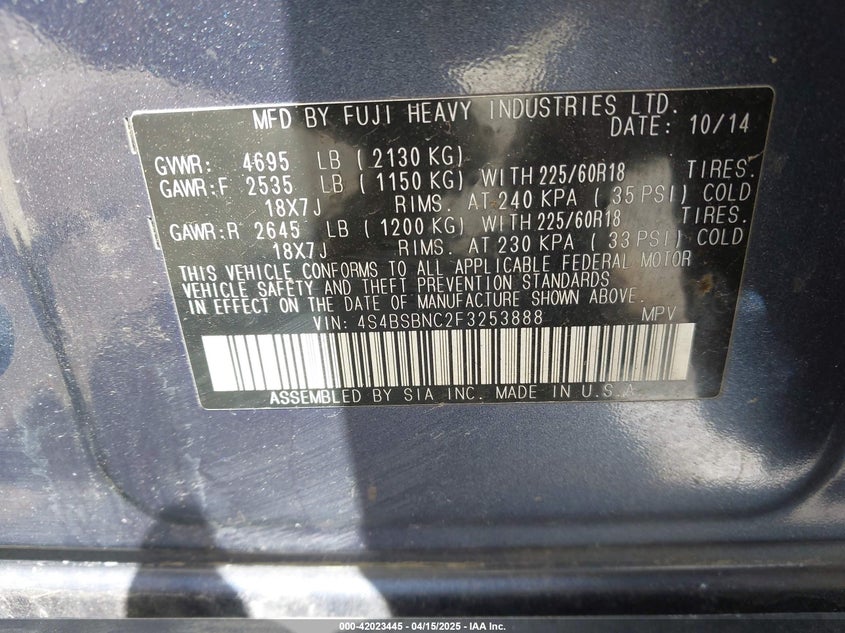 MFD BY FUJI HEAVY INDUSTRIES LTD.
DATE: 10/14
GVWR: 4695 LB ( 2130 KG)
GAWR:F 2535 LB ( 1150 KG) WITH 225/60R18 TIRES.
18X7J RIMS. AT 240 KPA ( 35 PSI) COLD
GAWR:R 2645 LB ( 1200 KG) WITH 225/60R18 TIRES.
18X7J RIMS. AT 230 KPA ( 33 PSI) COLD
THIS VEHICLE CONFORMS TO ALL APPLICABLE FEDERAL MOTOR
VEHICLE SAFETY AND THEFT PREVENTION STANDARDS
IN EFFECT ON THE DATE OF MANUFACTURE SHOWN ABOVE.
VIN: 4S4BSBNC2F3253888 MPV
ASSEMBLED BY SIA INC. MADE IN U.S.A.
000-42023445 - 04/15/2025 - IAA Inc.